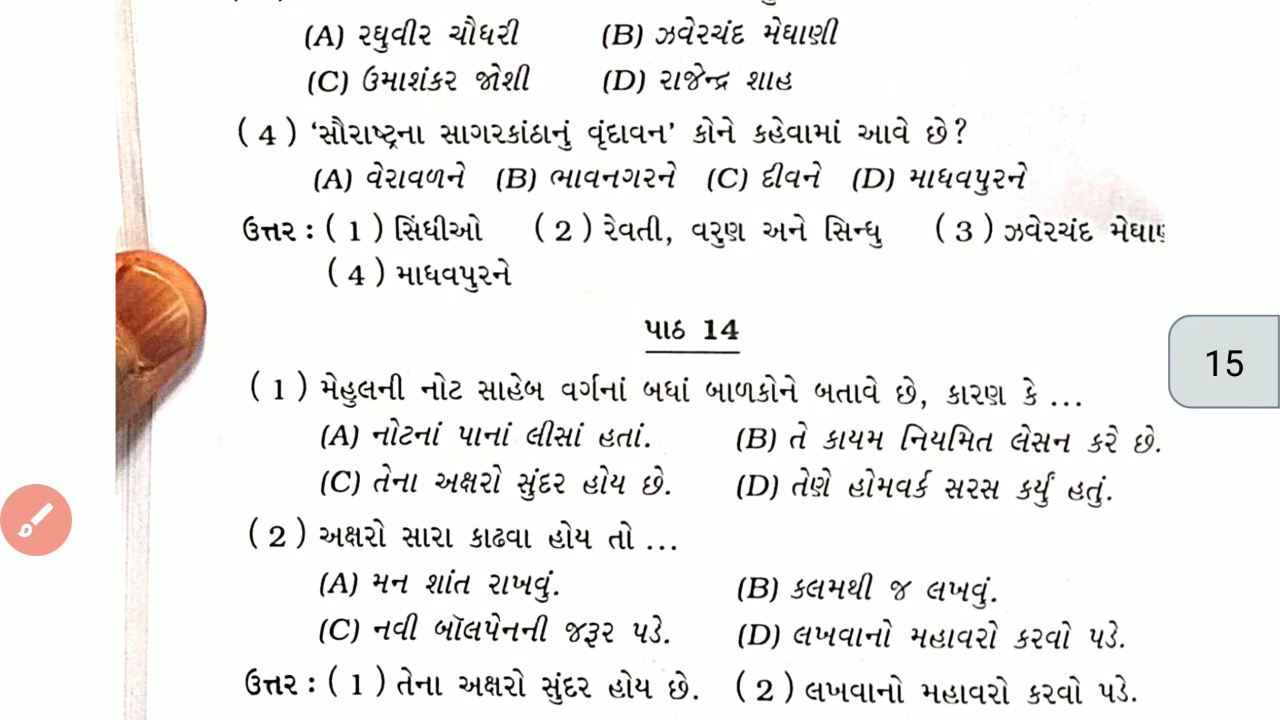 (A) રઘુવીર ચૌધરી (B) ઝવેરચંદ મેઘાણી
(C) ઉમાશંકર જોશી (D) રાજેન્દ્ર શાહ
( 4 ) ‘સૌરાષ્ટ્રના સાગરકાંઠાનું વૃંદાવન’ કોને કહેવામાં આવે છે?
(A) વેરાવળને (B) ભાવનગરને (C) દીવને (D) માધવપુરને
ઉત્તર : ( 1 ) સિંધીઓ ( 2 ) રેવતી, વરુણ અને સિન્ધુ ( 3 ) ઝવેરચંદ
( 4 ) માધવપુરને
પાઠ 14
( 1 ) મેહુલની નોટ સાહેબ વર્ગનાં બધાં બાળકોને બતાવે છે, કારણ કે ...
(A) નોટનાં પાનાં લીસાં હતાં. (B) તે કાયમ નિયમિત લેસન કરે છે.
(C) તેના અક્ષરો સુંદર હોય છે. (D) તેણે હોમવર્ક સરસ કર્યું હતું.
15
( 2 ) અક્ષરો સારા કાઢવા હોય તો ...
(A) મન શાંત રાખવું. (B) કલમથી જ લખવું.
(C) નવી બૉલપેનની જરૂર પડે. (D) લખવાનો મહાવરો કરવો પડે.
ઉત્તર : ( 1 ) તેના અક્ષરો સુંદર હોય છે. ( 2 ) લખવાનો મહાવરો કરવો પડે.